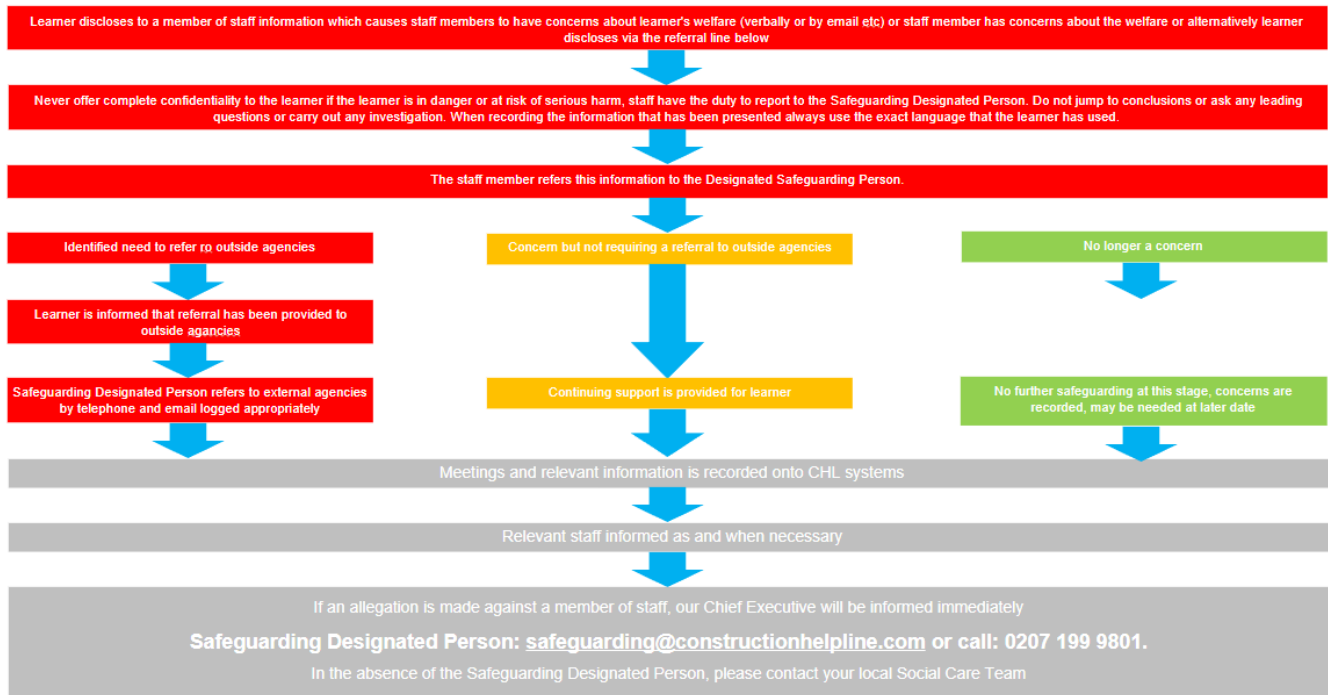 Learner discloses to a member of staff information which causes staff members to have concerns about learner's welfare (verbally or by email etc) or staff member has concerns about the welfare or alternatively learner
discloses via the referral line below
Never offer complete confidentiality to the learner if the learner is in danger or at risk of serious harm, staff have the duty to report to the Safeguarding Designated Person. Do not jump to conclusions or ask any leading
questions or carry out any investigation. When recording the information that has been presented always use the exact language that the learner has used.
The staff member refers this information to the Designated Safeguarding Person.
Identified need to refer ro outside agencies
Concern but not requiring a referral to outside agencies
No longer a concern
Learner is informed that referral has been provided to
outside agancies
Safeguarding Designated Person refers to external agencies
by telephone and email logged appropriately
Continuing support is provided for learner
No further safeguarding at this stage, concerns are
recorded, may be needed at later date
Meetings and relevant information is recorded onto CHL systems
Relevant staff informed as and when necessary
If an allegation is made against a member of staff, our Chief Executive will be informed immediately
Safeguarding Designated Person: safeguarding@constructionhelpline.com or call: 0207 199 9801.
In the absence of the Safeguarding Designated Person, please contact your local Social Care Team